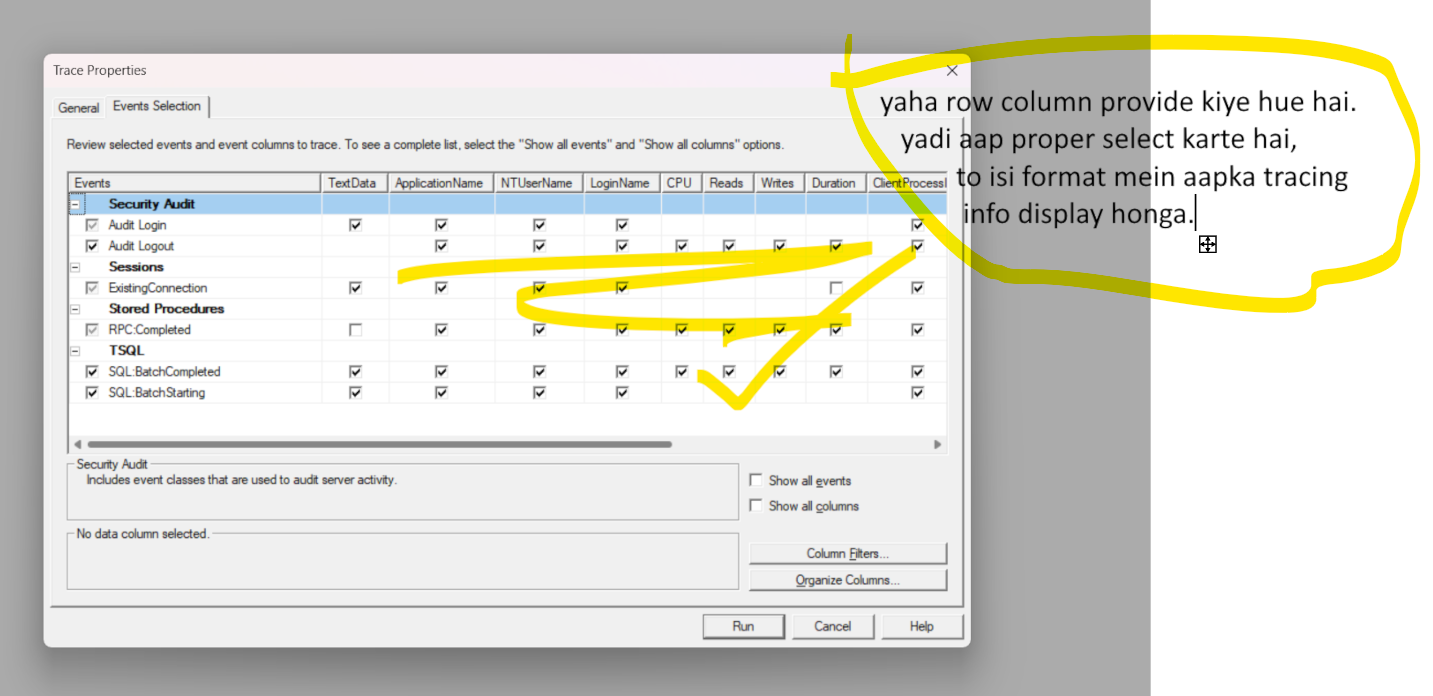 Trace Properties
General Events Selection
Review selected events and event columns to trace. To see a complete list, select the "Show all events" and "Show all columns" options.
Events TextData ApplicationName NTUserName LoginName CPU Reads Writes Duration ClientProcessI
Security Audit
Audit Login
Audit Logout
Sessions
ExistingConnection
Stored Procedures
RPC:Completed
TSQL
SQL:BatchCompleted
SQL:BatchStarting
Security Audit
Includes event classes that are used to audit server activity.
Show all events
Show all columns
No data column selected.
Column Filters...
Organize Columns...
Run Cancel Help
yaha row column provide kiye hue hai.
yadi aap proper select karte hai,
to isi format mein aapka tracing
info display honga.